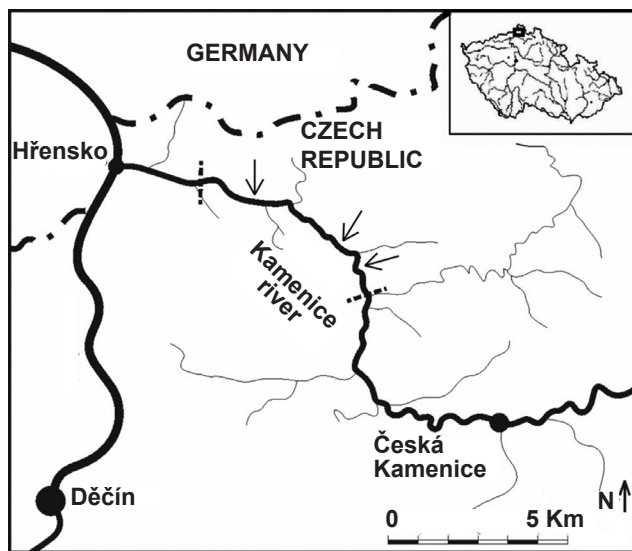 GERMANY
CZECH
REPUBLIC
Hřensko
Kamenice
river
Česká
Kamenice
Děčín
N
0 5 Km